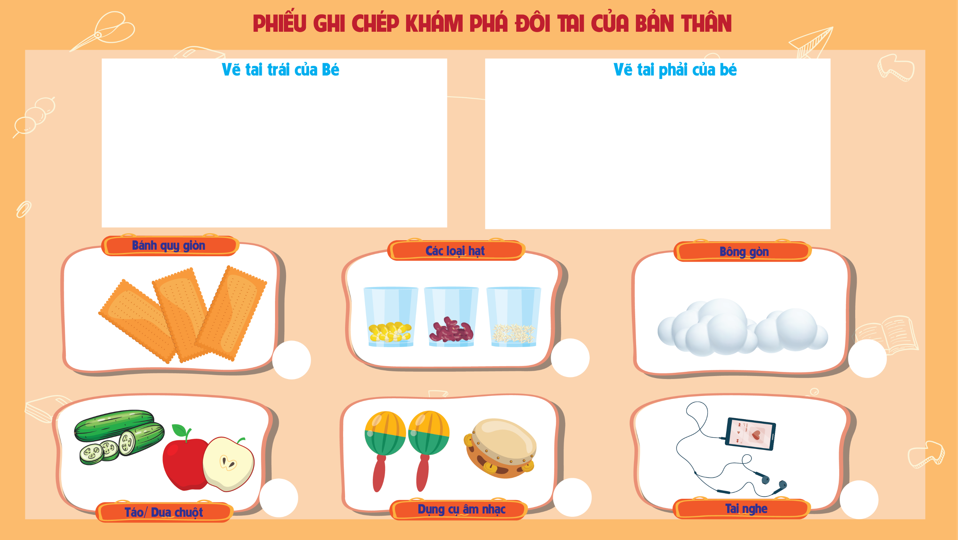 PHIẾU GHI CHÉP KHÁM PHÁ ĐÔI TAI CỦA BẢN THÂN
Vẽ tai trái của Bé
Vẽ tai phải của bé
Bánh quy giòn
Các loại hạt
Bông gòn
Táo/ Dưa chuột
Dụng cụ âm nhạc
Tai nghe